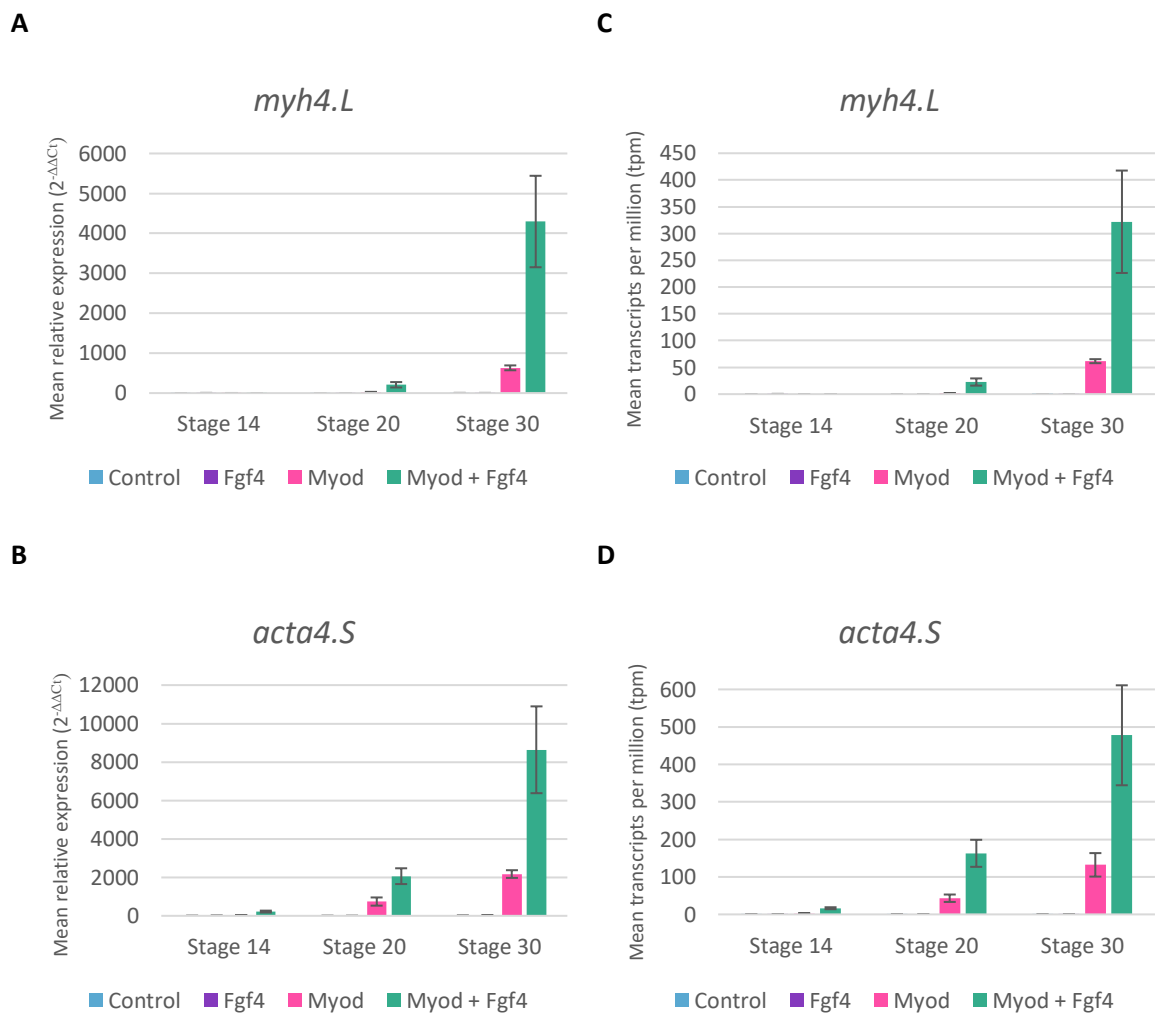 A
myh4.L
Mean relative expression (2^-ΔΔCt)
6000
5000
4000
3000
2000
1000
0
Stage 14 Stage 20 Stage 30
Control Fgf4 Myod Myod + Fgf4
C
myh4.L
Mean transcripts per million (tpm)
450
400
350
300
250
200
150
100
50
0
Stage 14 Stage 20 Stage 30
Control Fgf4 Myod Myod + Fgf4
B
acta4.S
Mean relative expression (2^-ΔΔCt)
12000
10000
8000
6000
4000
2000
0
Stage 14 Stage 20 Stage 30
Control Fgf4 Myod Myod + Fgf4
D
acta4.S
Mean transcripts per million (tpm)
600
500
400
300
200
100
0
Stage 14 Stage 20 Stage 30
Control Fgf4 Myod Myod + Fgf4